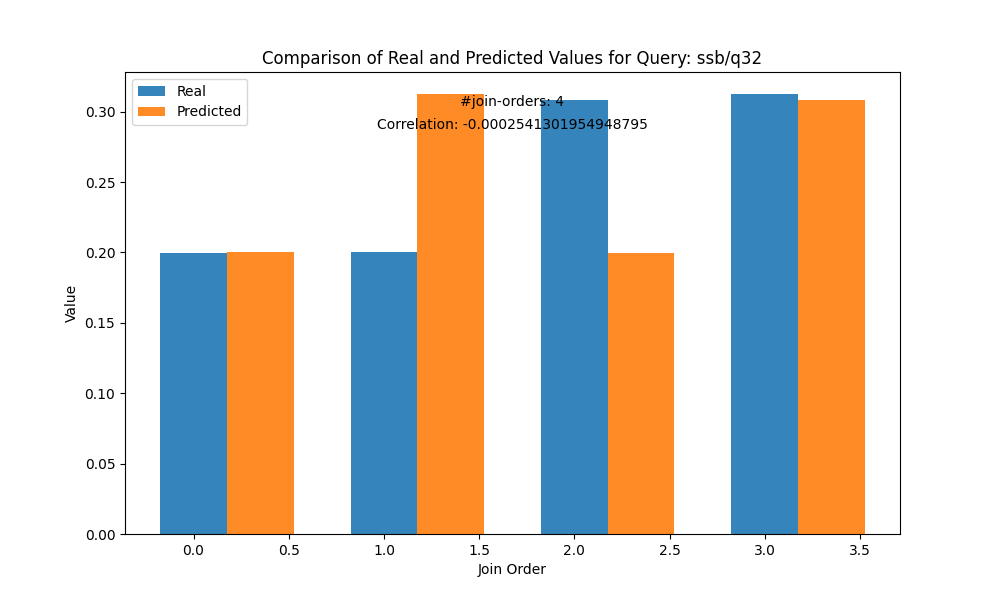 Comparison of Real and Predicted Values for Query: ssb/q32
Real
Predicted
#join-orders: 4
Correlation: -0.0002541301954948795
0.30
0.25
0.20
0.15
0.10
0.05
0.00
Value
0.0 0.5 1.0 1.5 2.0 2.5 3.0 3.5
Join Order